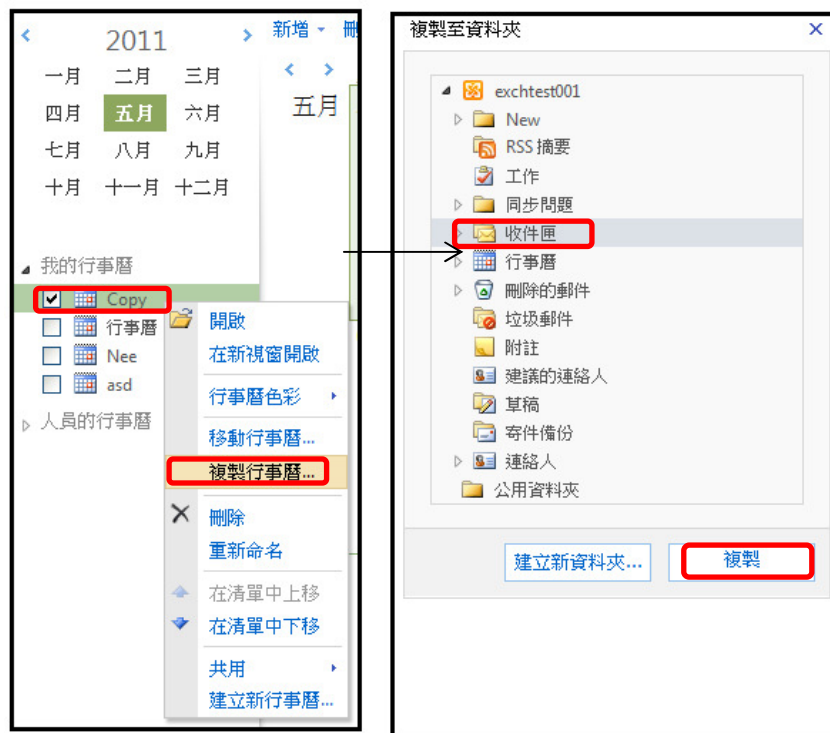 2011
一月 二月 三月
四月 五月 六月
七月 八月 九月
十月 十一月 十二月
新增
五月
我的行事曆
Copy
行事曆
Nee
asd
人員的行事曆
開啟
在新視窗開啟
行事曆色彩
移動行事曆...
複製行事曆...
刪除
重新命名
在清單中上移
在清單中下移
共用
建立新行事曆...
複製至資料夾
exchtest001
New
RSS 摘要
工作
同步問題
收件匣
行事曆
刪除的郵件
垃圾郵件
附註
建議的連絡人
草稿
寄件備份
連絡人
公用資料夾
建立新資料夾... 複製